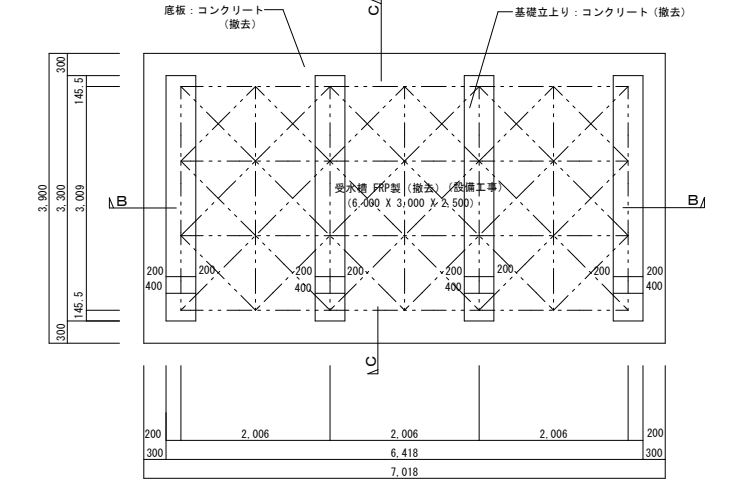 底板：コンクリート
（撤去）
C
基礎立上り：コンクリート（撤去）
300
145.5
3,900
3,300
3,009
B
受水槽 FRP製（撤去）（設備工事）
（6,000 X 3,000 X 2,500）
B
200 200 200 200 200 200 200 200
400 400 400 400
145.5
300
C
200 2,006 2,006 2,006 200
300 6,418 300
7,018